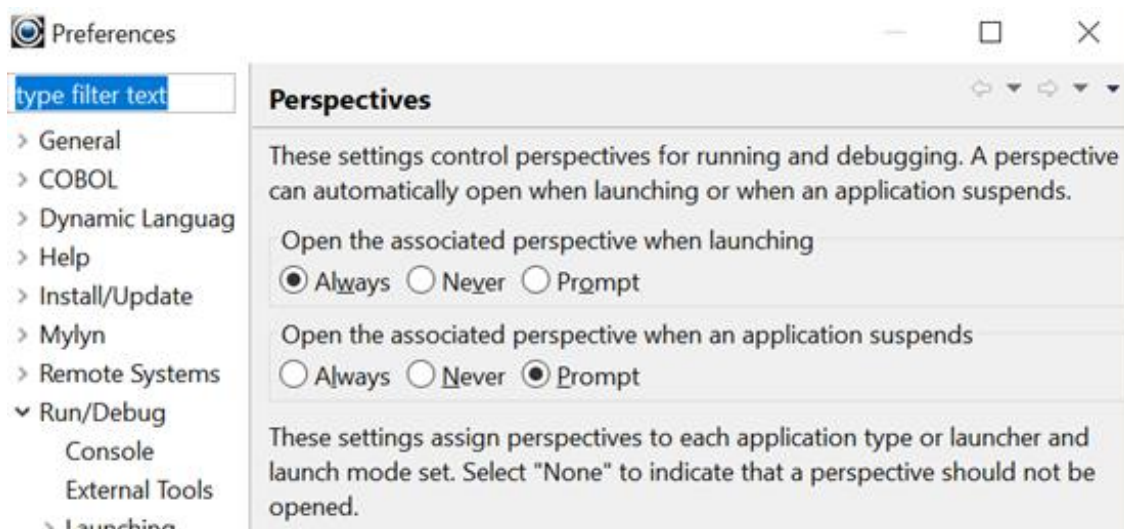 Preferences
type filter text
General
COBOL
Dynamic Languag
Help
Install/Update
Mylyn
Remote Systems
Run/Debug
Console
External Tools
Launching
Perspectives
These settings control perspectives for running and debugging. A perspective
can automatically open when launching or when an application suspends.
Open the associated perspective when launching
Always Never Prompt
Open the associated perspective when an application suspends
Always Never Prompt
These settings assign perspectives to each application type or launcher and
launch mode set. Select "None" to indicate that a perspective should not be
opened.